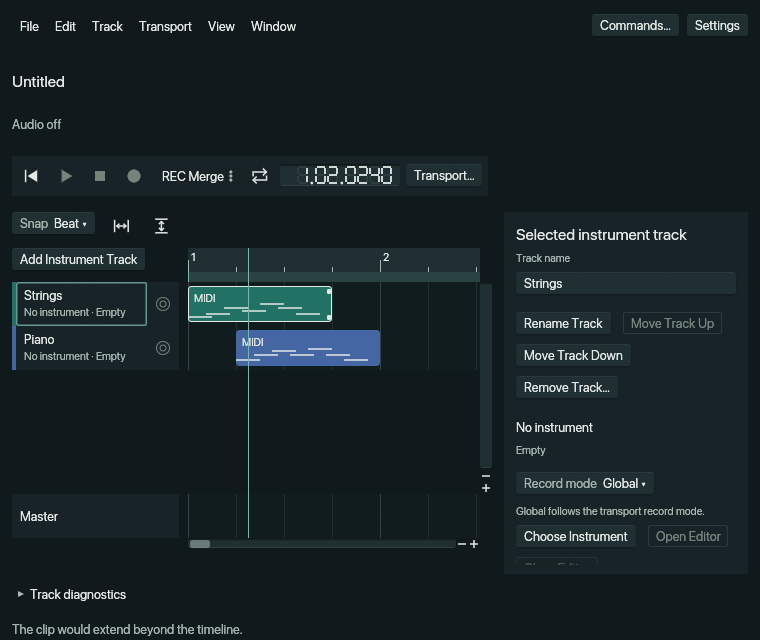 File Edit Track Transport View Window Commands... Settings
Untitled
Audio off
REC Merge 1.02.0240 Transport...
Snap Beat
Add Instrument Track
1 2
Strings
No instrument · Empty
MIDI
Piano
No instrument · Empty
MIDI
Master
Selected instrument track
Track name
Strings
Rename Track Move Track Up
Move Track Down
Remove Track...
No instrument
Empty
Record mode Global
Global follows the transport record mode.
Choose Instrument Open Editor
Track diagnostics
The clip would extend beyond the timeline.